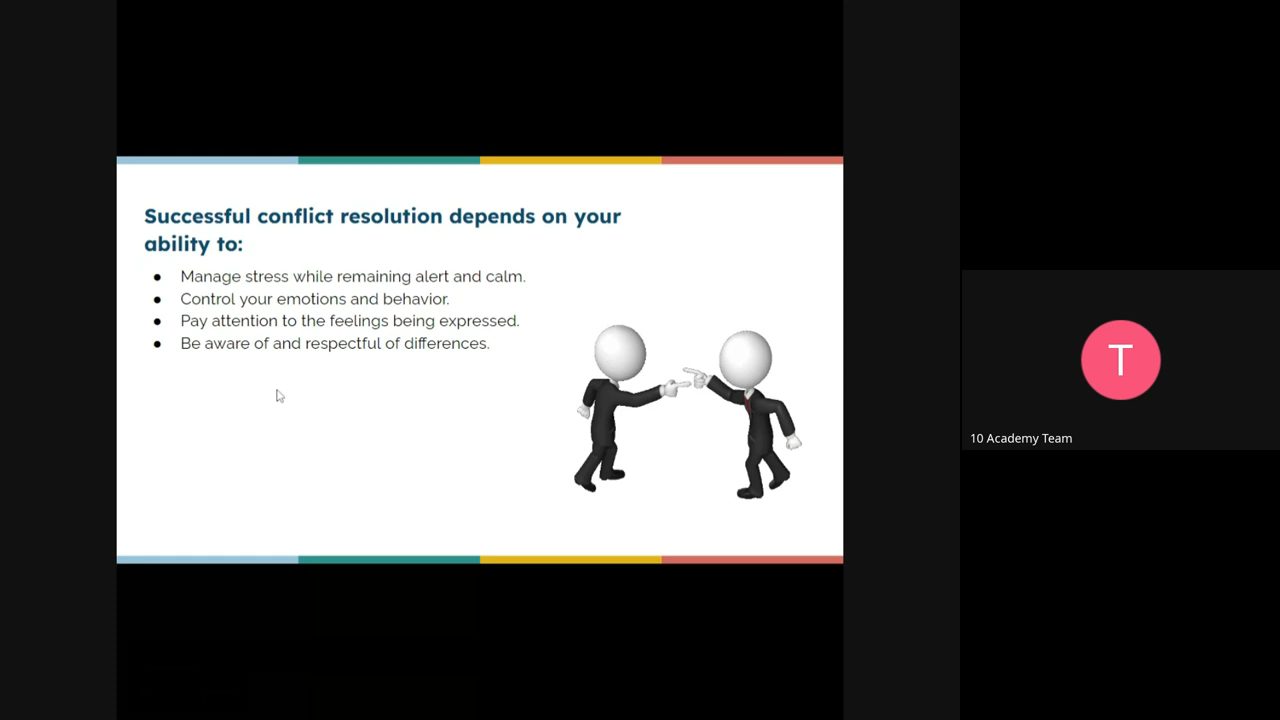 Successful conflict resolution depends on your
ability to:
● Manage stress while remaining alert and calm.
● Control your emotions and behavior.
● Pay attention to the feelings being expressed.
● Be aware of and respectful of differences.
T
10 Academy Team